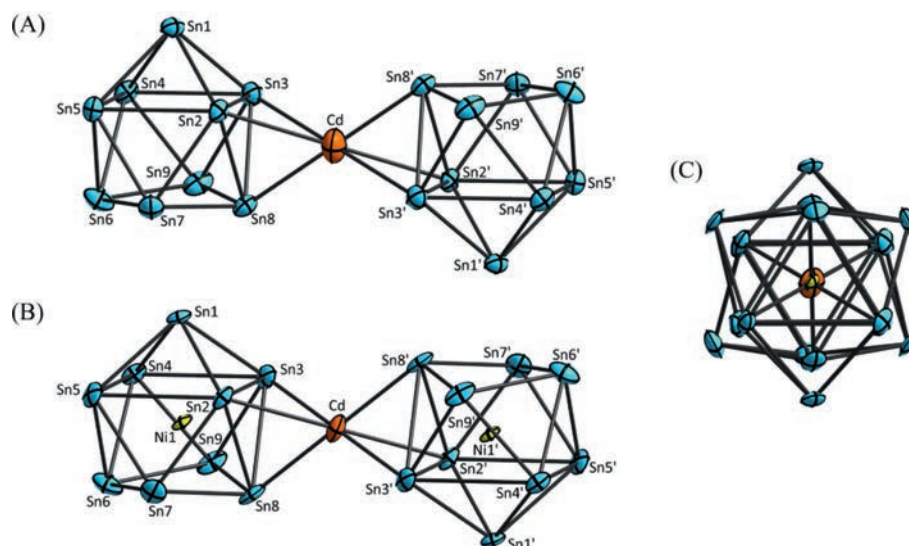 (A)
Sn1
Sn4
Sn3
Sn5
Sn2
Cd
Sn9
Sn6
Sn7
Sn8
Sn8'
Sn7'
Sn6'
Sn9'
Sn2'
Sn5'
Sn3'
Sn4'
Sn1'
(C)
(B)
Sn1
Sn4
Sn3
Sn5
Sn2
Cd
Ni1
Sn9
Sn6
Sn7
Sn8
Sn8'
Sn7'
Sn6'
Sn9'
Ni1'
Sn2'
Sn5'
Sn3'
Sn4'
Sn1'